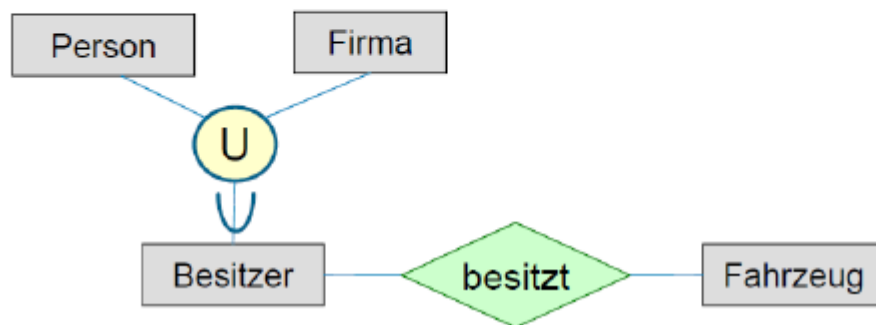 Person
Firma
U
Besitzer
besitzt
Fahrzeug